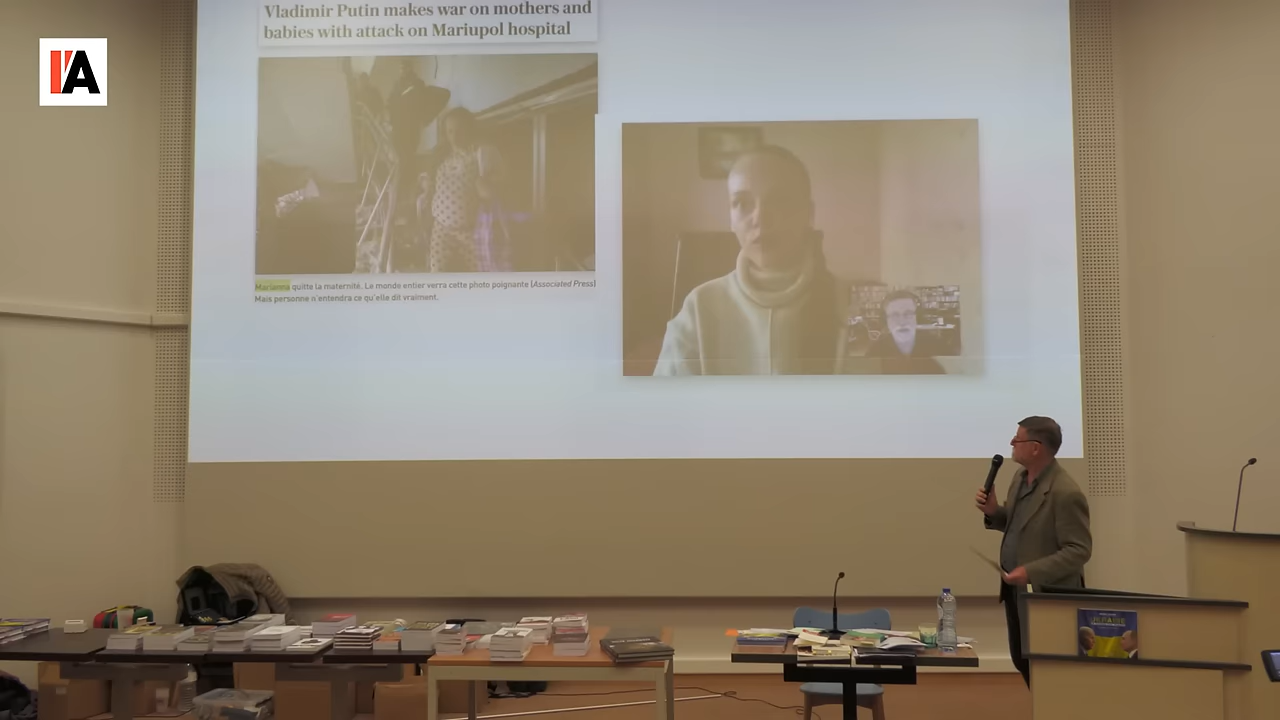 I'A
Vladimir Putin makes war on mothers and
babies with attack on Mariupol hospital
Marianna quitte la maternité. Le monde entier verra cette photo poignante (Associated Press)
Mais personne n'entendra ce qu'elle dit vraiment.
UKRAINE